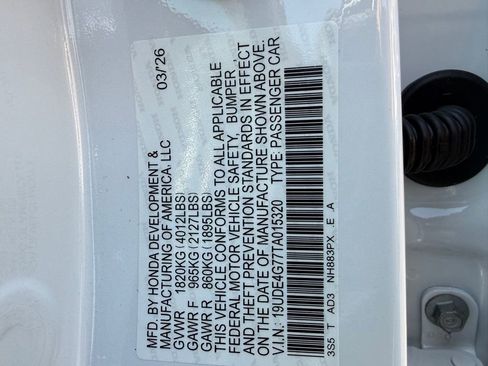 MFD. BY HONDA DEVELOPMENT & 03/'26
MANUFACTURING OF AMERICA, LLC
GVWR 1820KG(4012LBS)
GAWR F 965KG(2127LBS)
GAWR R 860KG(1895LBS)
THIS VEHICLE CONFORMS TO ALL APPLICABLE
FEDERAL MOTOR VEHICLE SAFETY, BUMPER,
AND THEFT PREVENTION STANDARDS IN EFFECT
ON THE DATE OF MANUFACTURE SHOWN ABOVE.
V.I.N.: 19UDE4G77TA015320 TYPE: PASSENGER CAR
3S5 T AD3 NH883PX . E .A